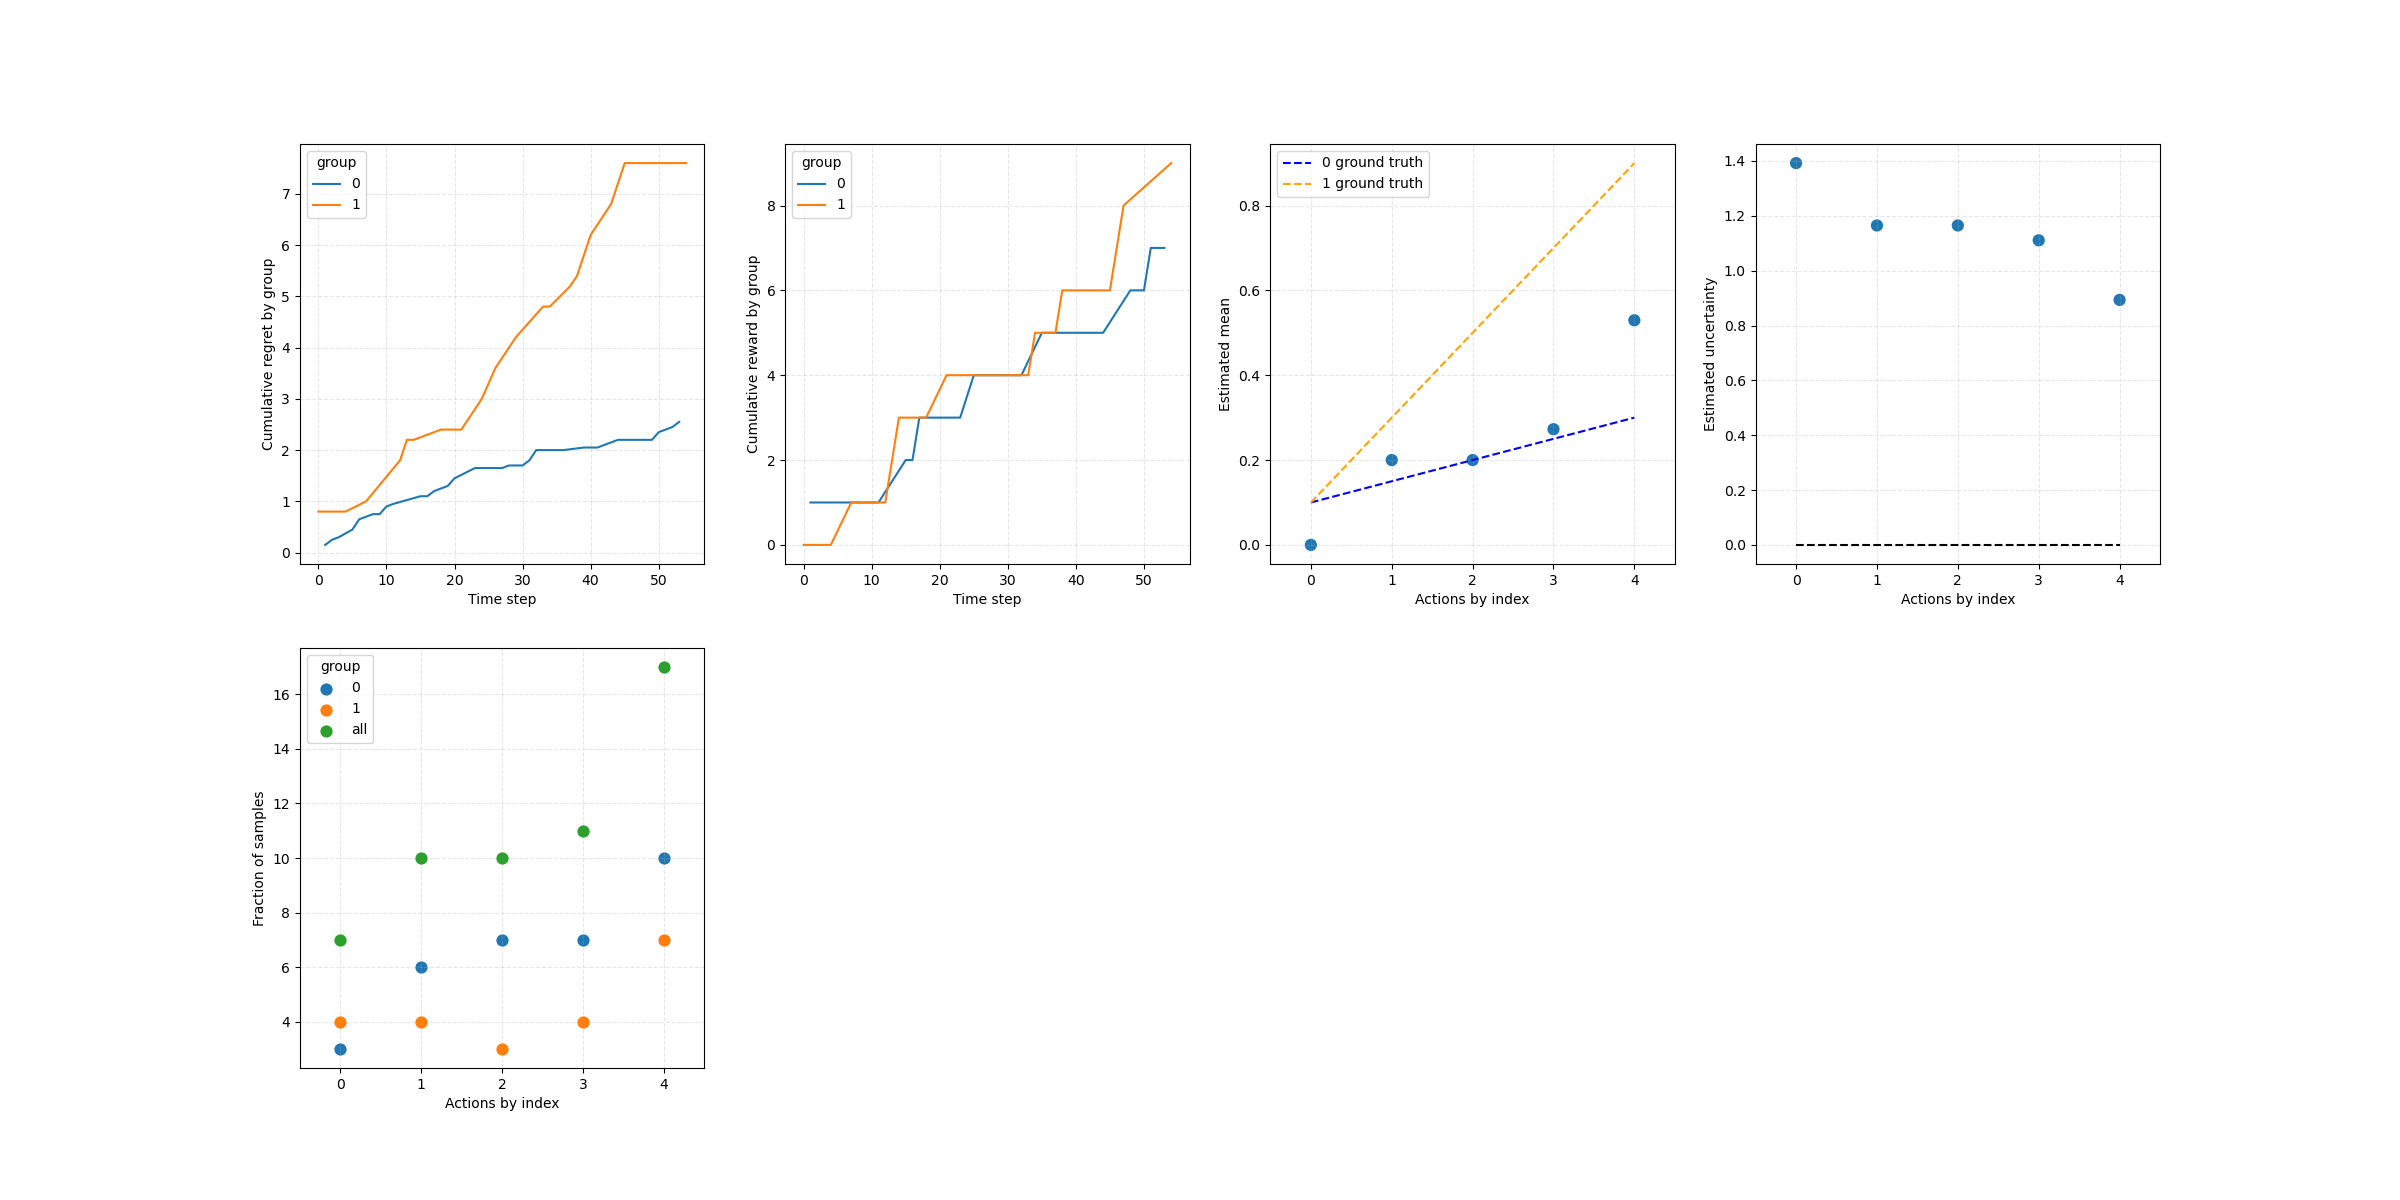 group
0
1
7
6
5
4
3
2
1
0
Cumulative regret by group
0 10 20 30 40 50
Time step
group
0
1
8
6
4
2
0
Cumulative reward by group
0 10 20 30 40 50
Time step
0 ground truth
1 ground truth
0.8
0.6
0.4
0.2
0.0
Estimated mean
0 1 2 3 4
Actions by index
1.4
1.2
1.0
0.8
0.6
0.4
0.2
0.0
Estimated uncertainty
0 1 2 3 4
Actions by index
group
0
1
all
16
14
12
10
8
6
4
Fraction of samples
0 1 2 3 4
Actions by index